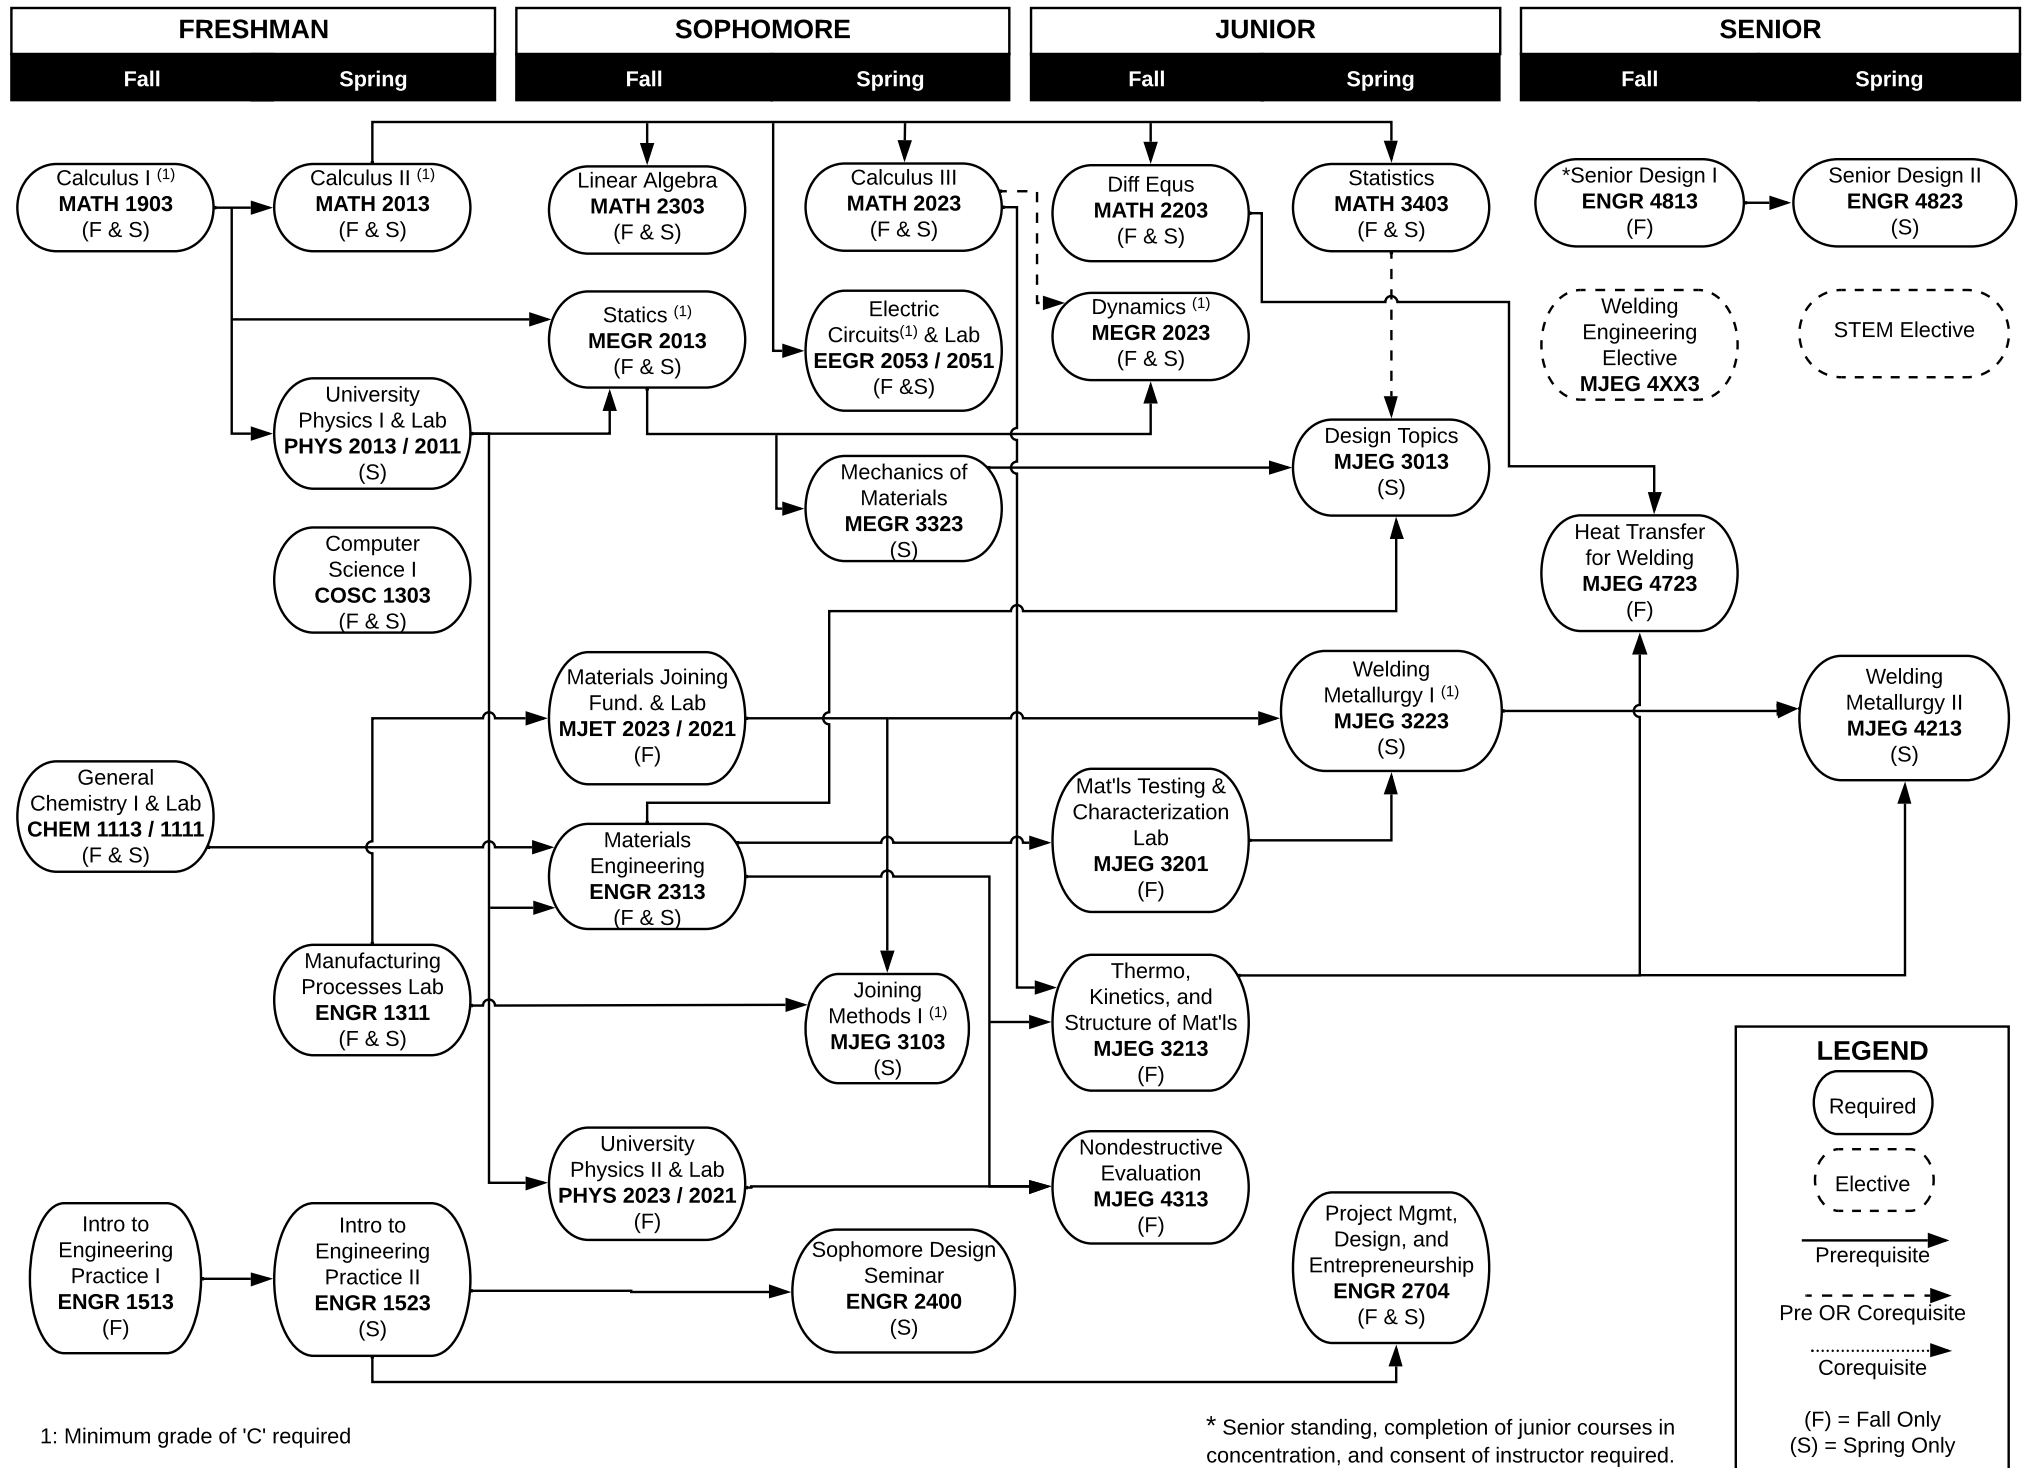 FRESHMAN
Fall
Spring
SOPHOMORE
Fall
Spring
JUNIOR
Fall
Spring
SENIOR
Fall
Spring
Calculus I (1)
MATH 1903
(F & S)
Calculus II (1)
MATH 2013
(F & S)
Linear Algebra
MATH 2303
(F & S)
Calculus III
MATH 2023
(F & S)
Diff Equs
MATH 2203
(F & S)
Statistics
MATH 3403
(F & S)
*Senior Design I
ENGR 4813
(F)
Senior Design II
ENGR 4823
(S)
Statics (1)
MEGR 2013
(F & S)
Electric
Circuits(1) & Lab
EEGR 2053 / 2051
(F &S)
Dynamics (1)
MEGR 2023
(F & S)
Welding
Engineering
Elective
MJEG 4XX3
STEM Elective
University
Physics I & Lab
PHYS 2013 / 2011
(S)
Mechanics of
Materials
MEGR 3323
(S)
Design Topics
MJEG 3013
(S)
Computer
Science I
COSC 1303
(F & S)
Heat Transfer
for Welding
MJEG 4723
(F)
Materials Joining
Fund. & Lab
MJET 2023 / 2021
(F)
Welding
Metallurgy I (1)
MJEG 3223
(S)
Welding
Metallurgy II
MJEG 4213
(S)
General
Chemistry I & Lab
CHEM 1113 / 1111
(F & S)
Materials
Engineering
ENGR 2313
(F & S)
Mat'ls Testing &
Characterization
Lab
MJEG 3201
(F)
Manufacturing
Processes Lab
ENGR 1311
(F & S)
Joining
Methods I (1)
MJEG 3103
(S)
Thermo,
Kinetics, and
Structure of Mat'ls
MJEG 3213
(F)
University
Physics II & Lab
PHYS 2023 / 2021
(F)
Nondestructive
Evaluation
MJEG 4313
(F)
Intro to
Engineering
Practice I
ENGR 1513
(F)
Intro to
Engineering
Practice II
ENGR 1523
(S)
Sophomore Design
Seminar
ENGR 2400
(S)
Project Mgmt,
Design, and
Entrepreneurship
ENGR 2704
(F & S)
LEGEND
Required
Elective
Prerequisite
Pre OR Corequisite
Corequisite
(F) = Fall Only
(S) = Spring Only
1: Minimum grade of 'C' required
* Senior standing, completion of junior courses in
concentration, and consent of instructor required.